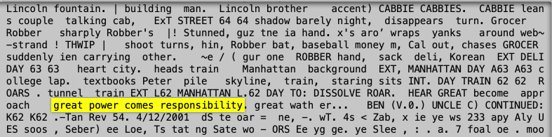 Lincoln fountain. | building man. Lincoln brother accent) CABBIE CABBIES. CABBIE lean
s couple talking cab, ExT STREET 64 64 shadow barely night, disappears turn. Grocer
Robber sharply Robber's |! Stunned, guz tne ia hand. x's aro’ wraps yanks around web~
-strand ! THWIP | shoot turns, hin, Robber bat, baseball money m, Cal out, chases GROCER
suddenly ien carrying other. ~e / ( gur one ROBBER hand, sack deli, Korean EXT DELI
DAY 63 63 heart city. heads train Manhattan background EXT, MANHATTAN DAY A63 A63 c
ollege lap. textbooks Peter pile skyline, train, staring sits INT. DAY TRAIN 62 62 R
OARS . tunnel train EXT L62 MANHATTAN L.62 DAY TO: DISSOLVE ROAR. HEAR GREAT become appr
oach great power comes responsibility. great wath er... BEN (V.0.) UNCLE C) CONTINUED:
K62 K62 .—Tan Rev 54. 4/12/2001 dS te oar = ne, -. wT. 4s < Zab, x ie ye ws 233 apy Aly U
ES soos , Seber) ee Loe, Ts tat ng Sate wo – ORS Ee yg ge. ye Slee , : . a. 7 foal oe . mos